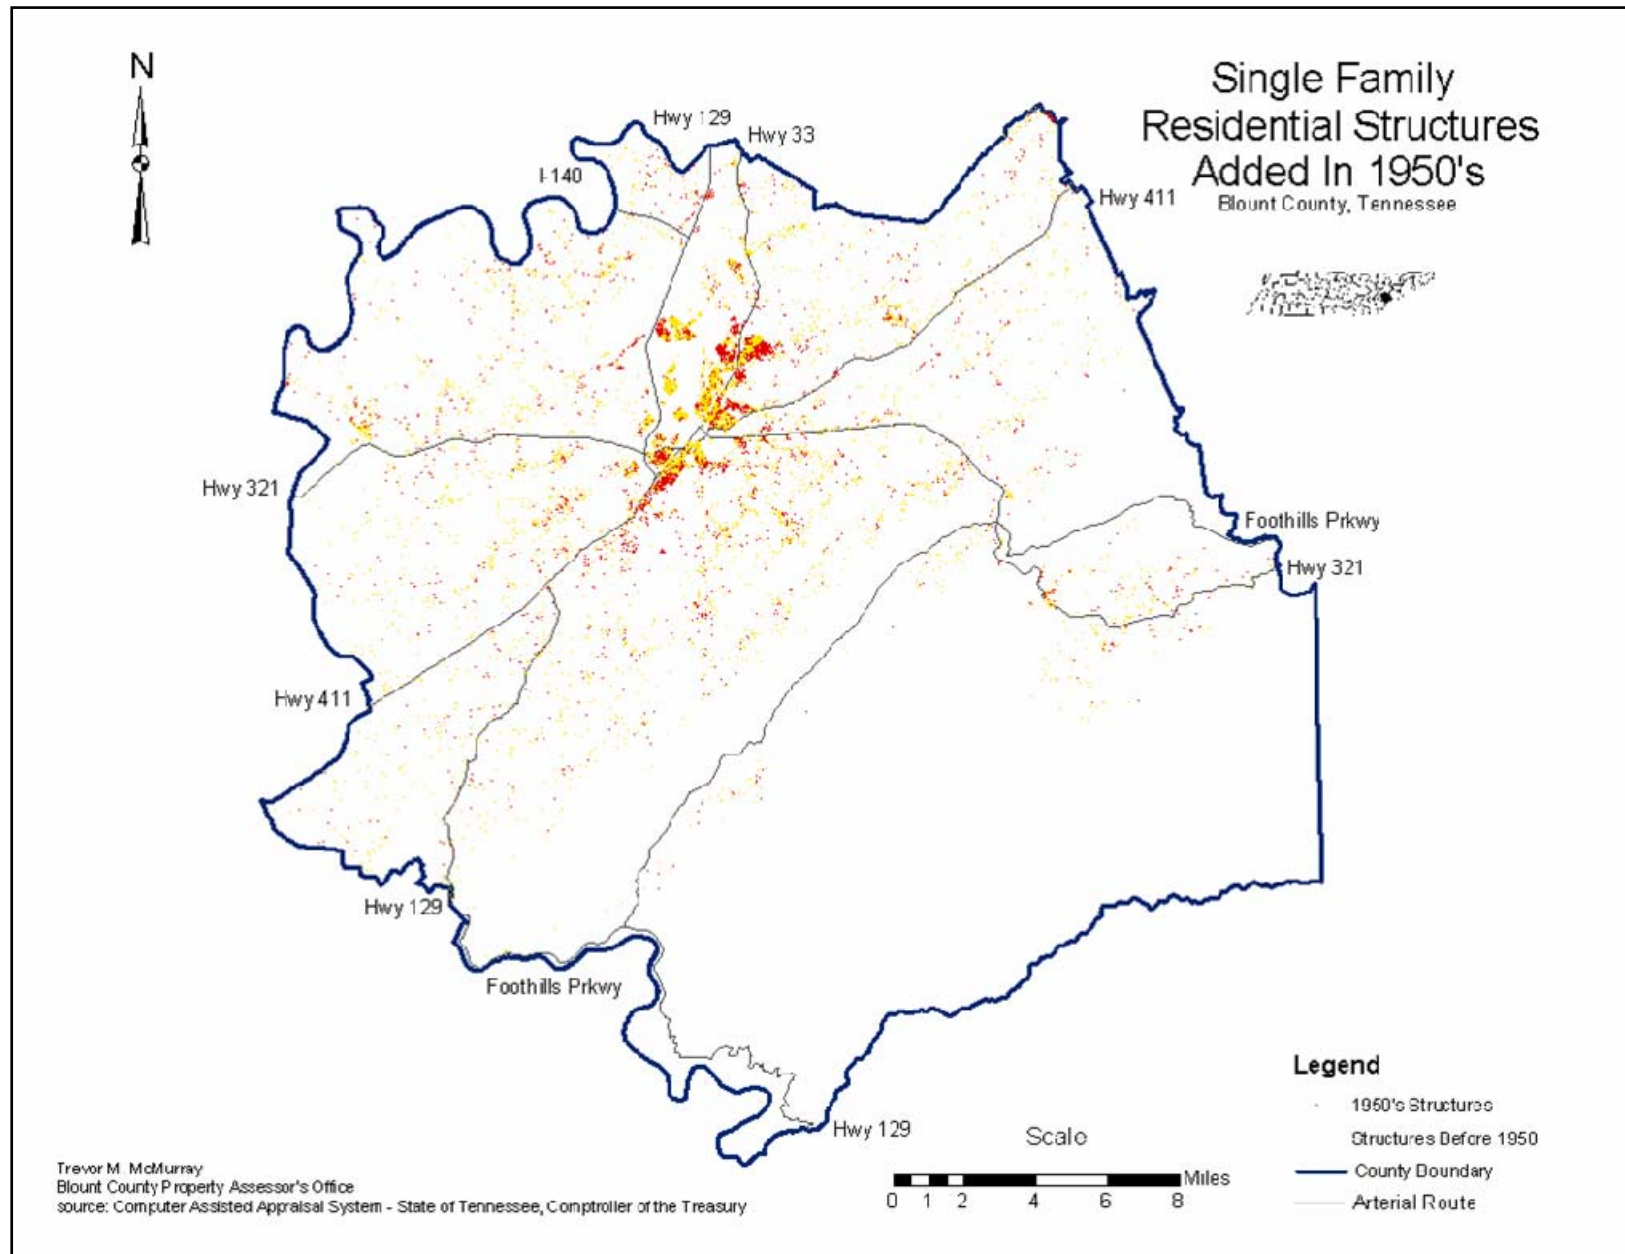 N
Single Family
Residential Structures
Added In 1950's
Blount County, Tennessee
Hwy 129
Hwy 33
I-140
Hwy 411
Hwy 321
Foothills Prkwy
Hwy 321
Hwy 411
Hwy 129
Foothills Prkwy
Hwy 129
Legend
1950's Structures
Structures Before 1950
County Boundary
Arterial Route
Scale
Miles
0 1 2 4 6 8
Trevor M. McMurray
Blount County Property Assessor's Office
source: Computer Assisted Appraisal System - State of Tennessee, Comptroller of the Treasury